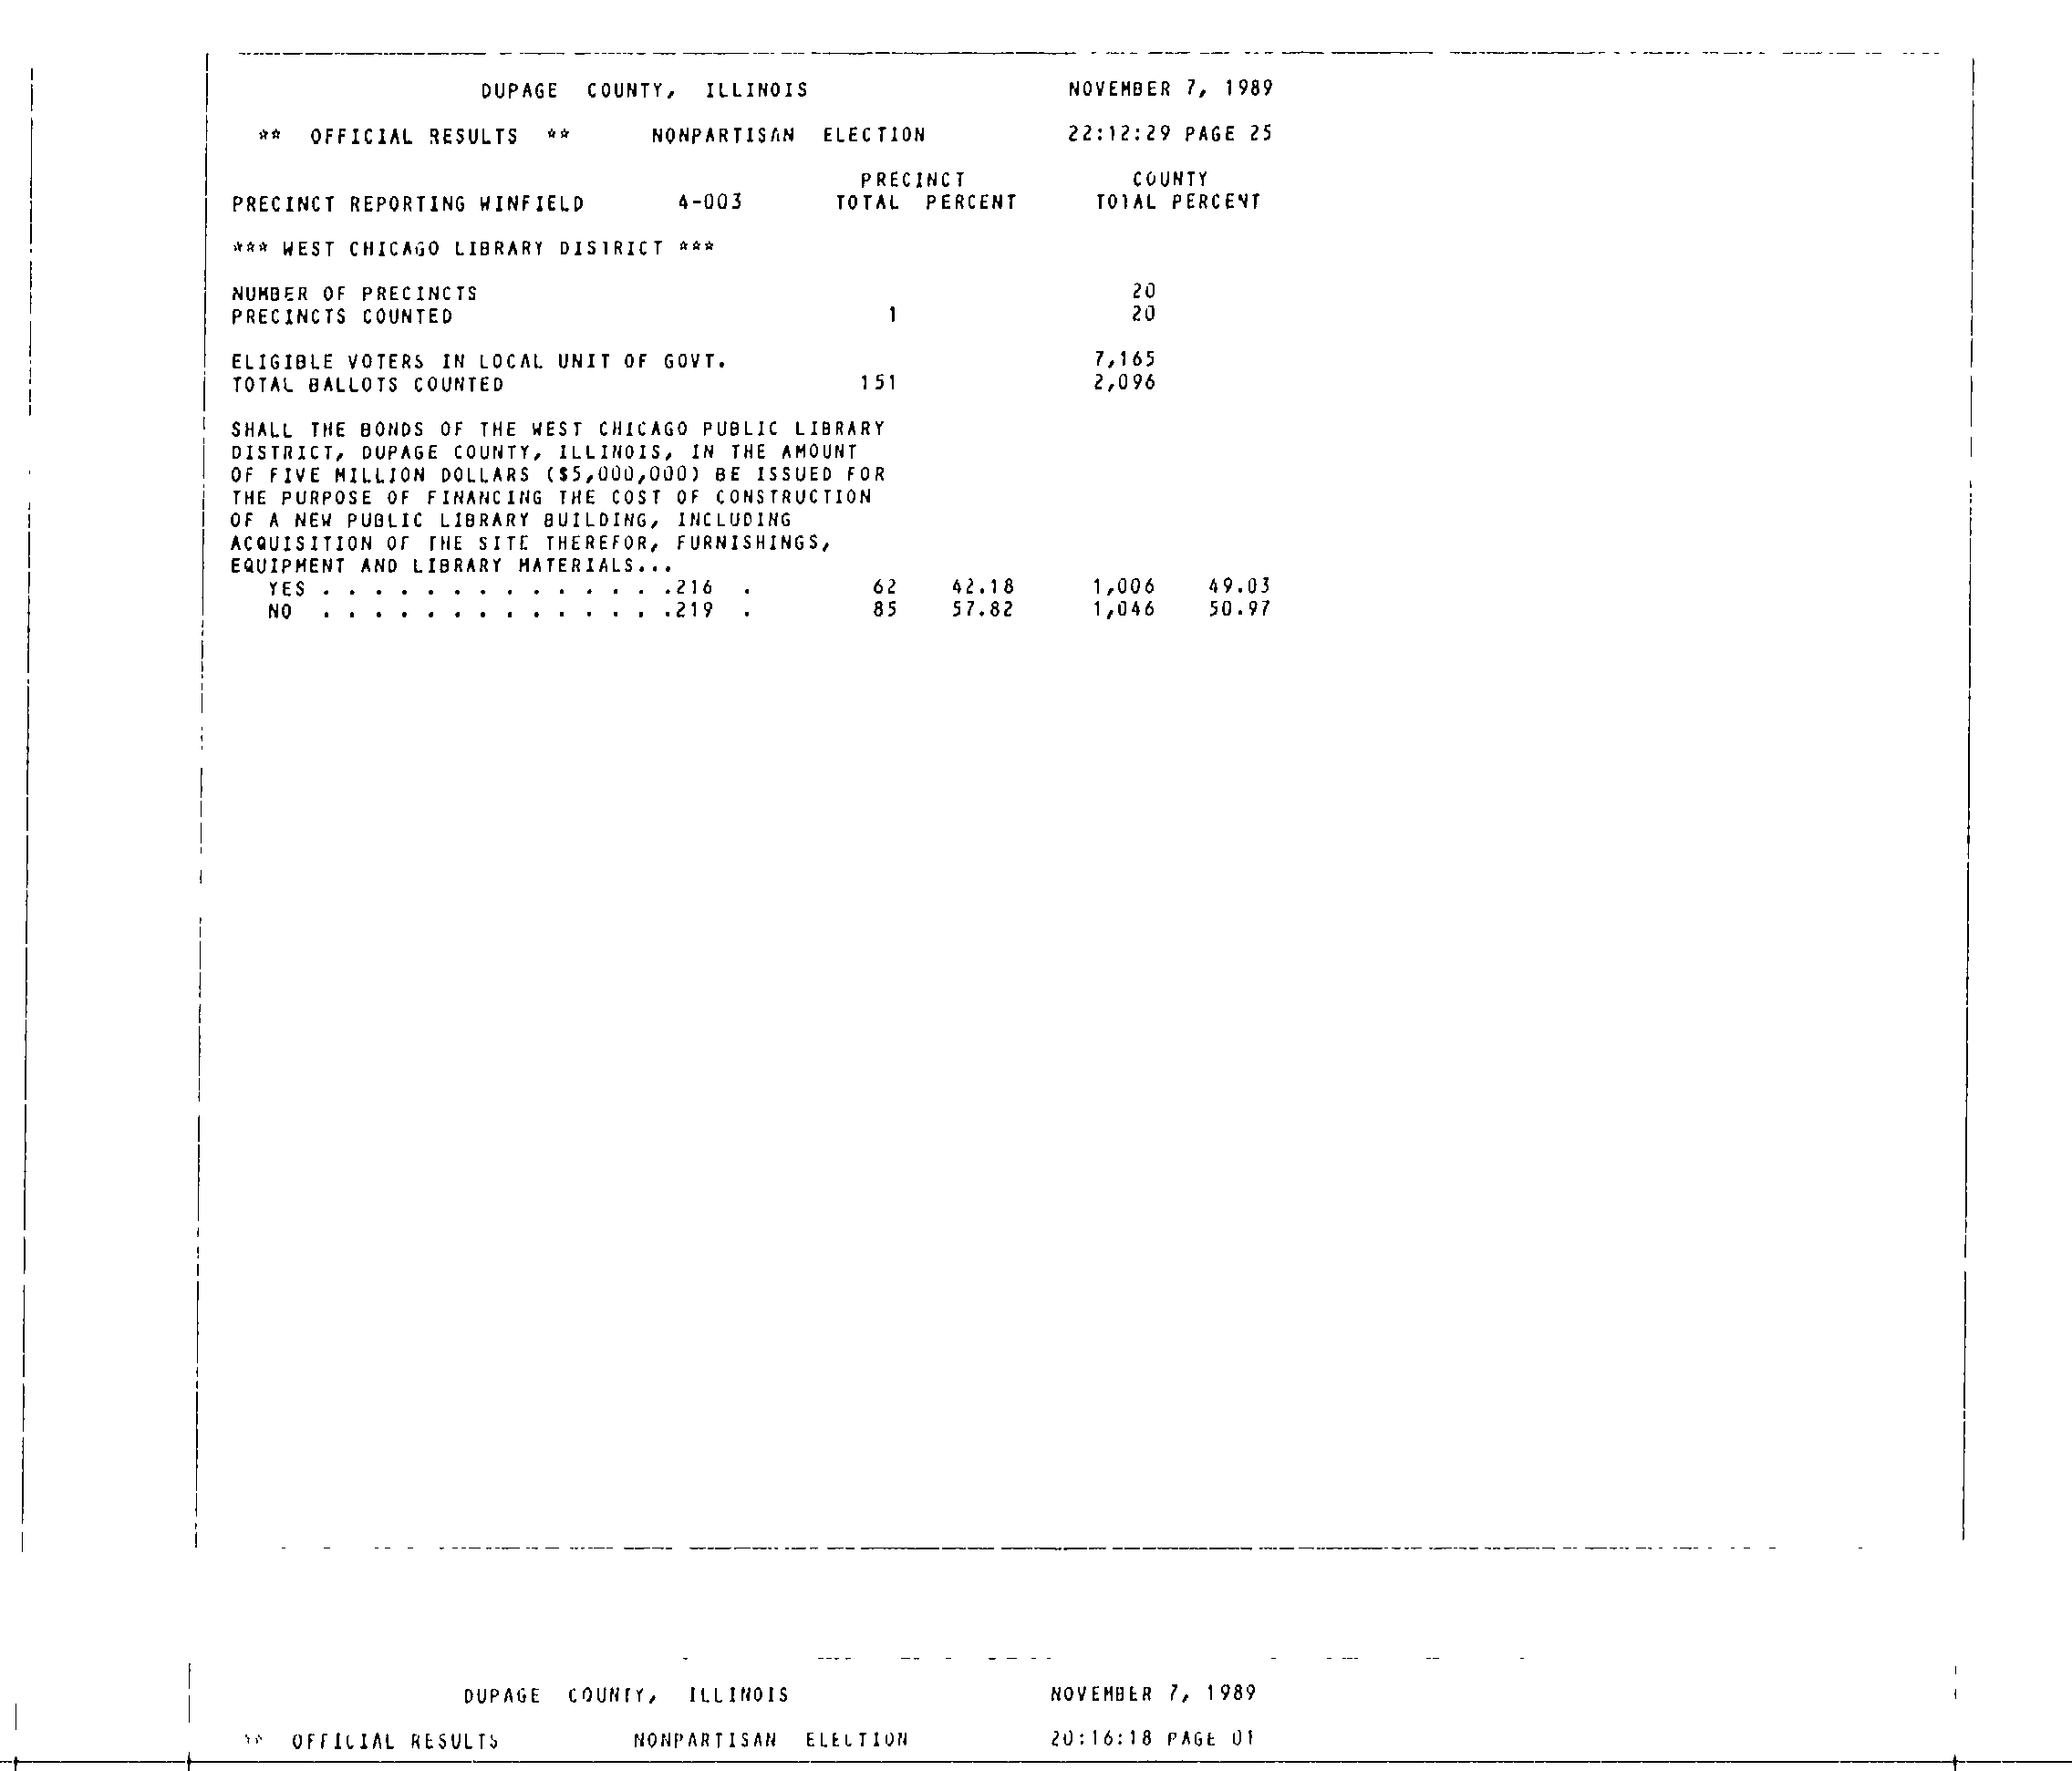 DUPAGE COUNTY, ILLINOIS NOVEMBER 7, 1989
** OFFICIAL RESULTS ** NONPARTISAN ELECTION 22:12:29 PAGE 25
PRECINCT COUNTY
PRECINCT REPORTING WINFIELD 4-003 TOTAL PERCENT TOTAL PERCENT
*** WEST CHICAGO LIBRARY DISTRICT ***
NUMBER OF PRECINCTS 20
PRECINCTS COUNTED 1 20
ELIGIBLE VOTERS IN LOCAL UNIT OF GOVT. 7,165
TOTAL BALLOTS COUNTED 151 2,096
SHALL THE BONDS OF THE WEST CHICAGO PUBLIC LIBRARY
DISTRICT, DUPAGE COUNTY, ILLINOIS, IN THE AMOUNT
OF FIVE MILLION DOLLARS ($5,000,000) BE ISSUED FOR
THE PURPOSE OF FINANCING THE COST OF CONSTRUCTION
OF A NEW PUBLIC LIBRARY BUILDING, INCLUDING
ACQUISITION OF THE SITE THEREFOR, FURNISHINGS,
EQUIPMENT AND LIBRARY MATERIALS...
YES . . . . . . . . . . . . . .216 . 62 42.18 1,006 49.03
NO . . . . . . . . . . . . . .219 . 85 57.82 1,046 50.97
DUPAGE COUNTY, ILLINOIS NOVEMBER 7, 1989
** OFFICIAL RESULTS NONPARTISAN ELECTION 20:16:18 PAGE 01